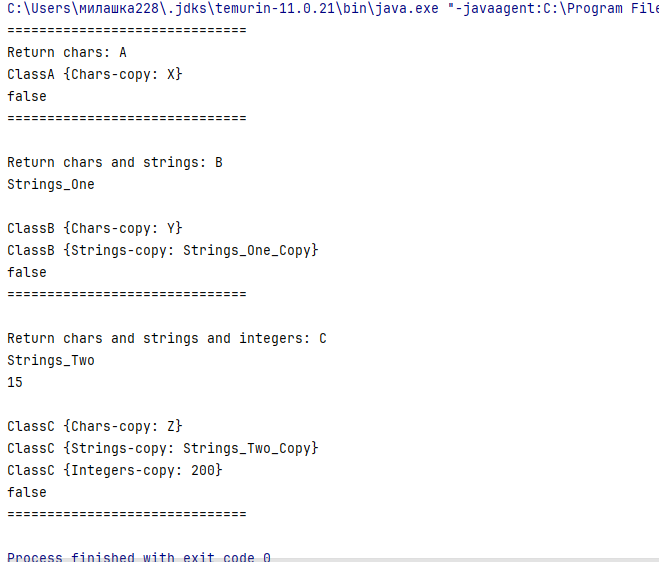 C:\Users\милашка228\.jdks\temurin-11.0.21\bin\java.exe "-javaagent:C:\Program File
==============================
Return chars: A
ClassA {Chars-copy: X}
false
==============================
Return chars and strings: B
Strings_One
ClassB {Chars-copy: Y}
ClassB {Strings-copy: Strings_One_Copy}
false
==============================
Return chars and strings and integers: C
Strings_Two
15
ClassC {Chars-copy: Z}
ClassC {Strings-copy: Strings_Two_Copy}
ClassC {Integers-copy: 200}
false
==============================
Process finished with exit code 0